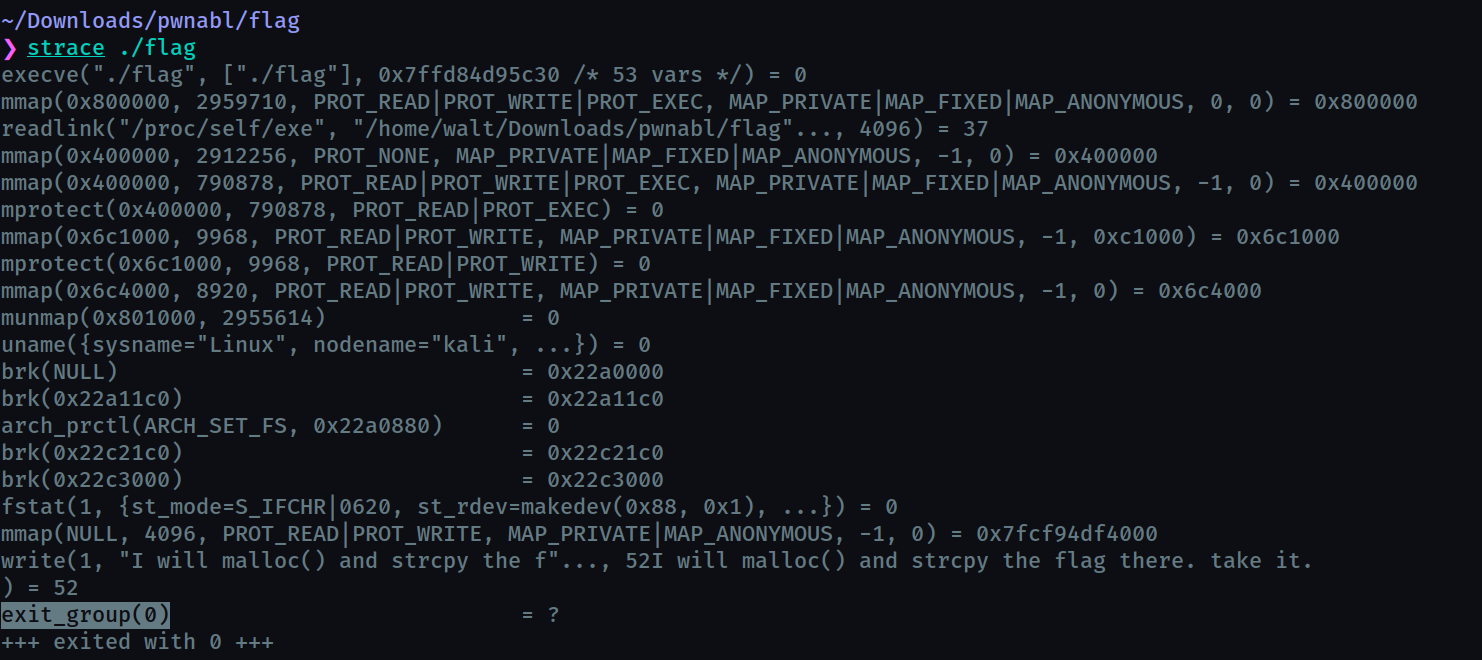 ~/Downloads/pwnabl/flag
❯ strace ./flag
execve("./flag", ["./flag"], 0x7ffd84d95c30 /* 53 vars */) = 0
mmap(0x800000, 2959710, PROT_READ|PROT_WRITE|PROT_EXEC, MAP_PRIVATE|MAP_FIXED|MAP_ANONYMOUS, 0, 0) = 0x800000
readlink("/proc/self/exe", "/home/walt/Downloads/pwnabl/flag"..., 4096) = 37
mmap(0x400000, 2912256, PROT_NONE, MAP_PRIVATE|MAP_FIXED|MAP_ANONYMOUS, -1, 0) = 0x400000
mmap(0x400000, 790878, PROT_READ|PROT_WRITE|PROT_EXEC, MAP_PRIVATE|MAP_FIXED|MAP_ANONYMOUS, -1, 0) = 0x400000
mprotect(0x400000, 790878, PROT_READ|PROT_EXEC) = 0
mmap(0x6c1000, 9968, PROT_READ|PROT_WRITE, MAP_PRIVATE|MAP_FIXED|MAP_ANONYMOUS, -1, 0xc1000) = 0x6c1000
mprotect(0x6c1000, 9968, PROT_READ|PROT_WRITE) = 0
mmap(0x6c4000, 8920, PROT_READ|PROT_WRITE, MAP_PRIVATE|MAP_FIXED|MAP_ANONYMOUS, -1, 0) = 0x6c4000
munmap(0x801000, 2955614)               = 0
uname({sysname="Linux", nodename="kali", ...}) = 0
brk(NULL)                               = 0x22a0000
brk(0x22a11c0)                          = 0x22a11c0
arch_prctl(ARCH_SET_FS, 0x22a0880)      = 0
brk(0x22c21c0)                          = 0x22c21c0
brk(0x22c3000)                          = 0x22c3000
fstat(1, {st_mode=S_IFCHR|0620, st_rdev=makedev(0x88, 0x1), ...}) = 0
mmap(NULL, 4096, PROT_READ|PROT_WRITE, MAP_PRIVATE|MAP_ANONYMOUS, -1, 0) = 0x7fcf94df4000
write(1, "I will malloc() and strcpy the f"..., 52I will malloc() and strcpy the flag there. take it.
) = 52
exit_group(0)                           = ?
+++ exited with 0 +++